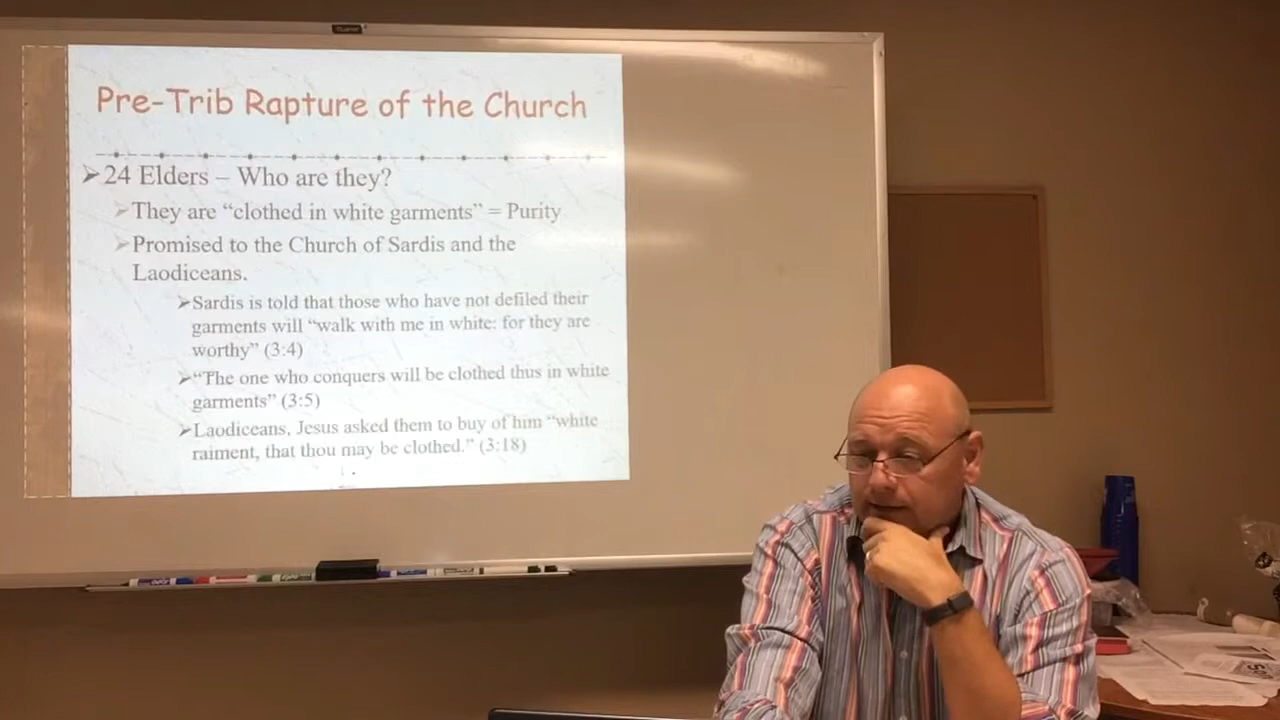 Pre-Trib Rapture of the Church
24 Elders – Who are they?
They are “clothed in white garments” = Purity
Promised to the Church of Sardis and the
Laodiceans.
Sardis is told that those who have not defiled their
garments will “walk with me in white: for they are
worthy” (3:4)
“The one who conquers will be clothed thus in white
garments” (3:5)
Laodiceans, Jesus asked them to buy of him “white
raiment, that thou may be clothed.” (3:18)